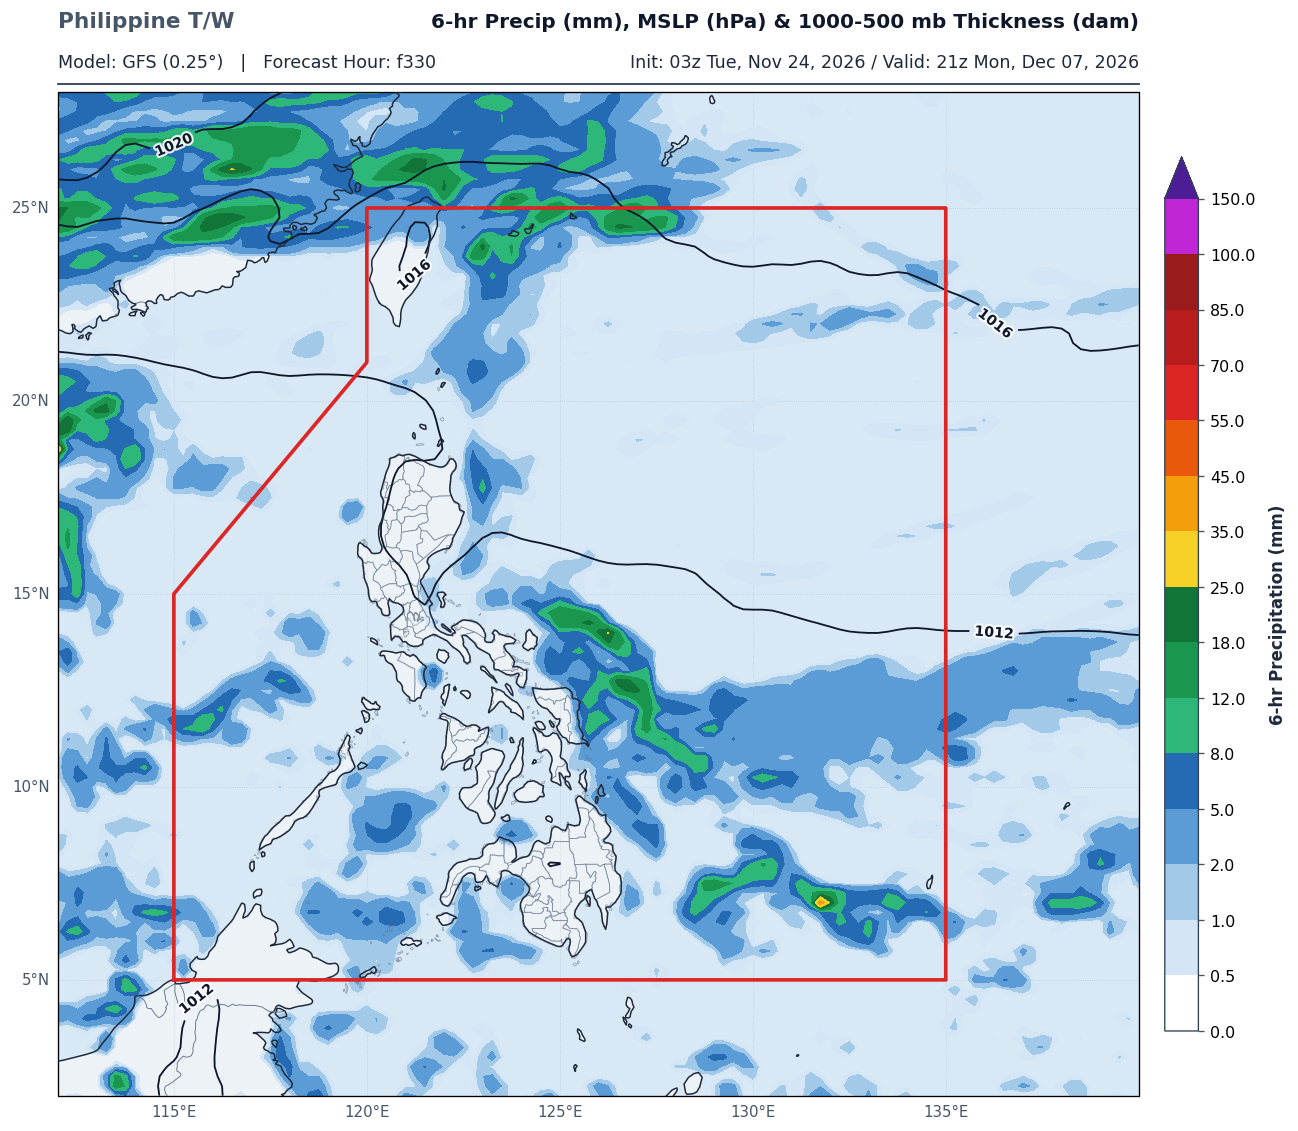 Philippine T/W
6-hr Precip (mm), MSLP (hPa) & 1000-500 mb Thickness (dam)
Model: GFS (0.25°) | Forecast Hour: f330
Init: 03z Tue, Nov 24, 2026 / Valid: 21z Mon, Dec 07, 2026
1020
1016
1016
1012
1012
25°N
20°N
15°N
10°N
5°N
115°E
120°E
125°E
130°E
135°E
150.0
100.0
85.0
70.0
55.0
45.0
35.0
25.0
18.0
12.0
8.0
5.0
2.0
1.0
0.5
0.0
6-hr Precipitation (mm)